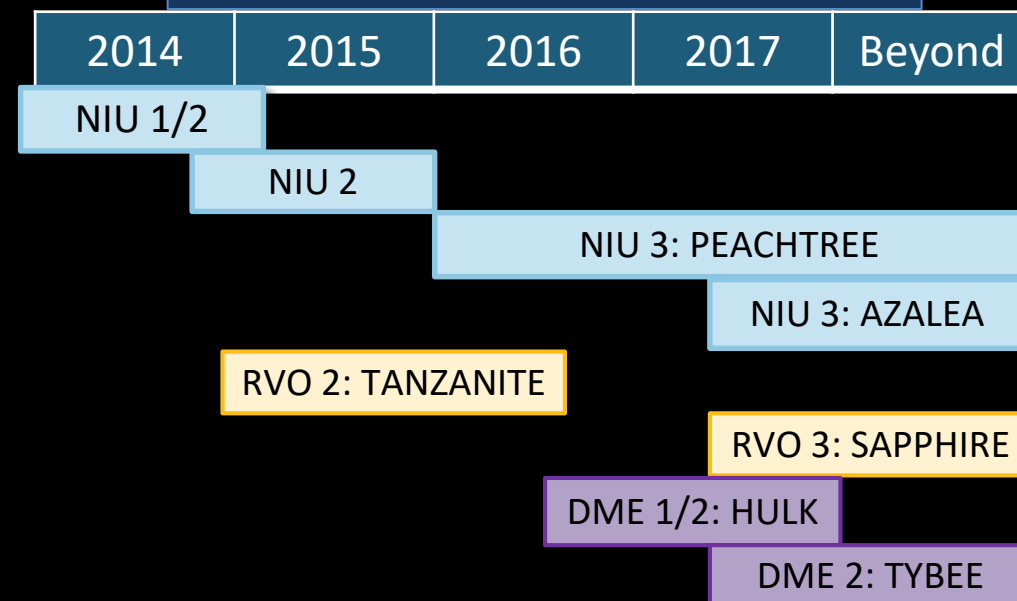 2014 2015 2016 2017 Beyond
NIU 1/2
NIU 2
NIU 3: PEACHTREE
NIU 3: AZALEA
RVO 2: TANZANITE
RVO 3: SAPPHIRE
DME 1/2: HULK
DME 2: TYBEE